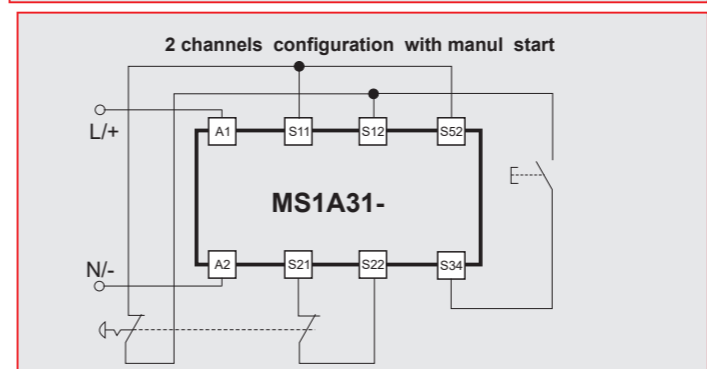 2 channels configuration with manul start
L/+
A1 S11 S12 S52
MS1A31-
N/-
A2 S21 S22 S34